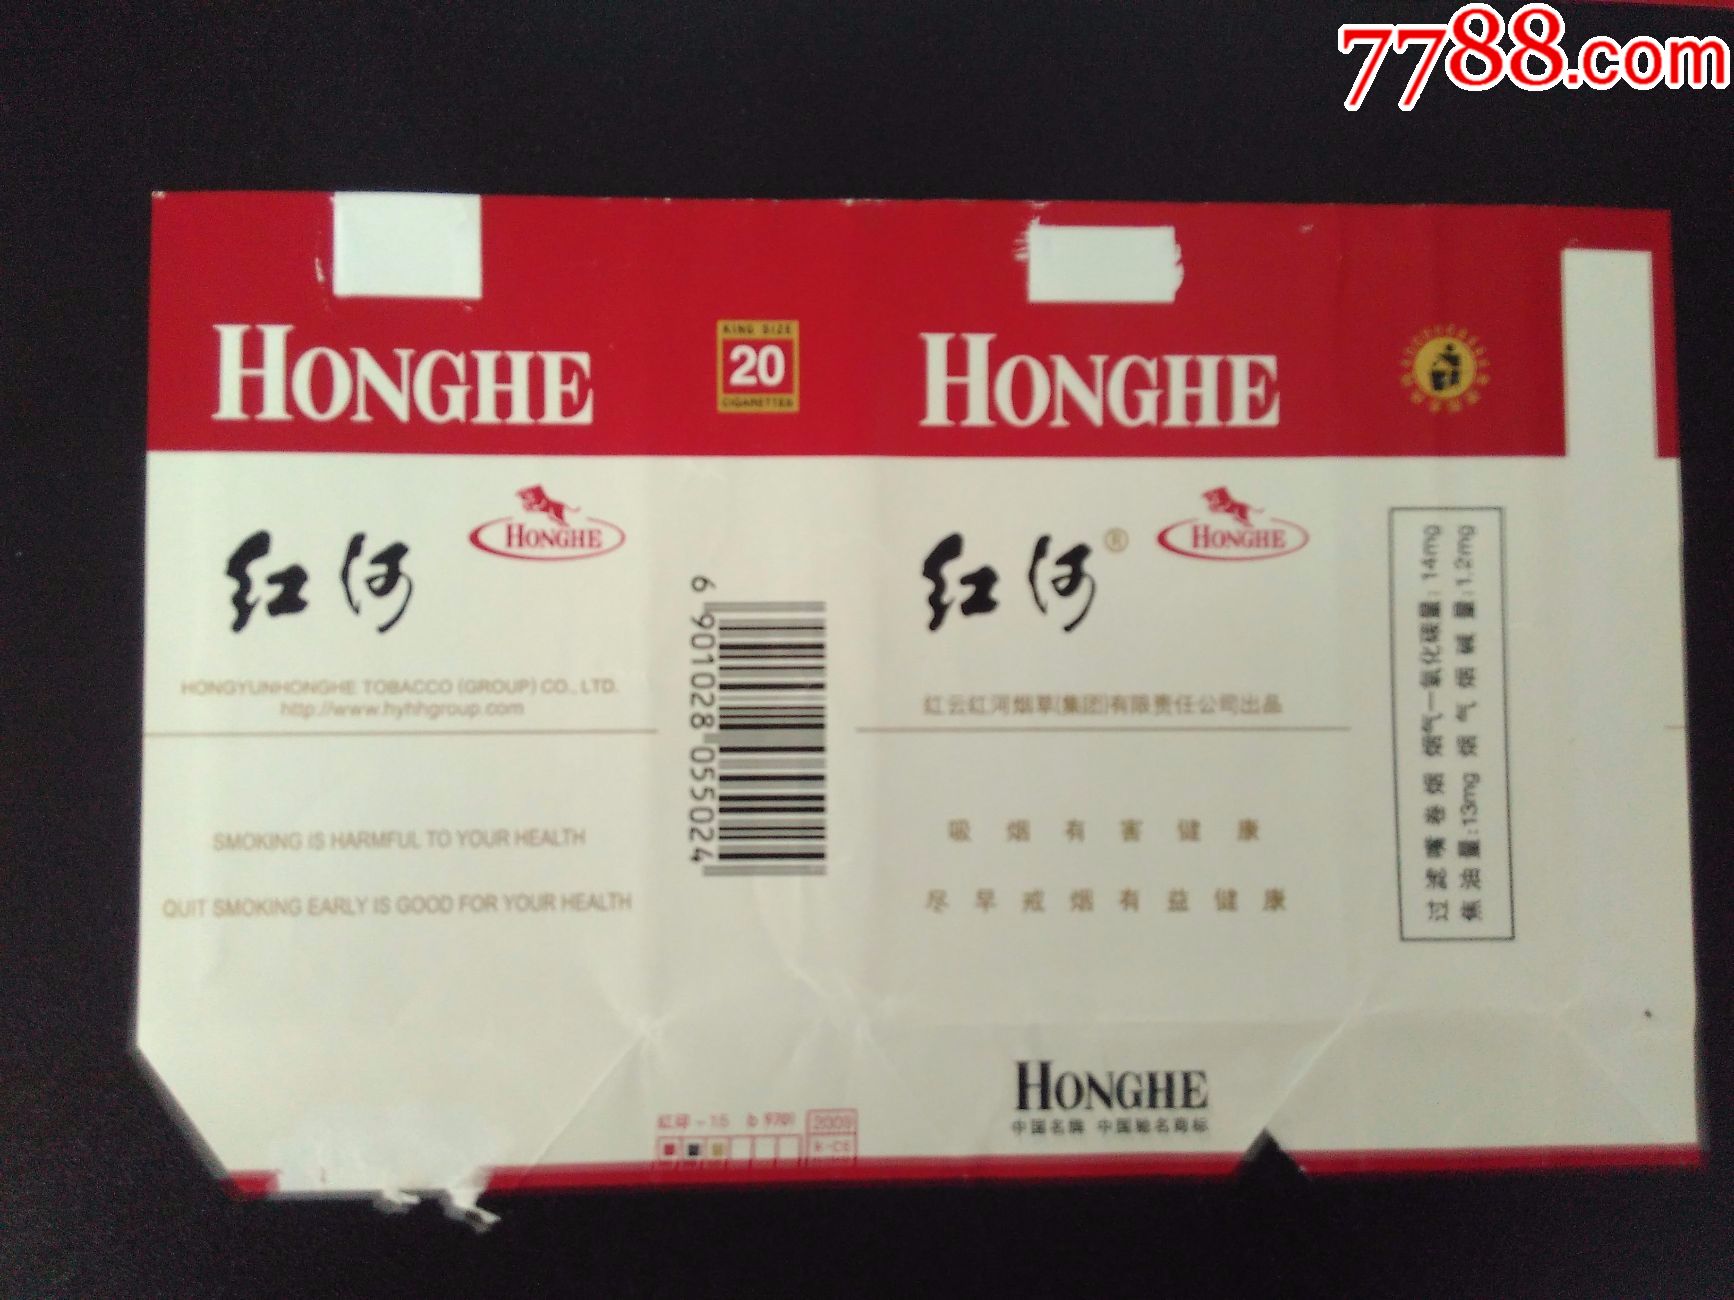 7788.com
HONGHE
KING SIZE
20
CIGARETTES
HONGHE
红河
HONGHE
HONGYUNHONGHE TOBACCO (GROUP) CO., LTD.
http://www.hyhhgroup.com
SMOKING IS HARMFUL TO YOUR HEALTH
QUIT SMOKING EARLY IS GOOD FOR YOUR HEALTH
6 901028 055024
红河®
HONGHE
红云红河烟草(集团)有限责任公司出品
吸烟有害健康
尽早戒烟有益健康
过滤嘴卷烟 烟气一氧化碳量:14mg
焦油量:13mg 烟气烟碱量:1.2mg
HONGHE
中国名牌 中国驰名商标
2009